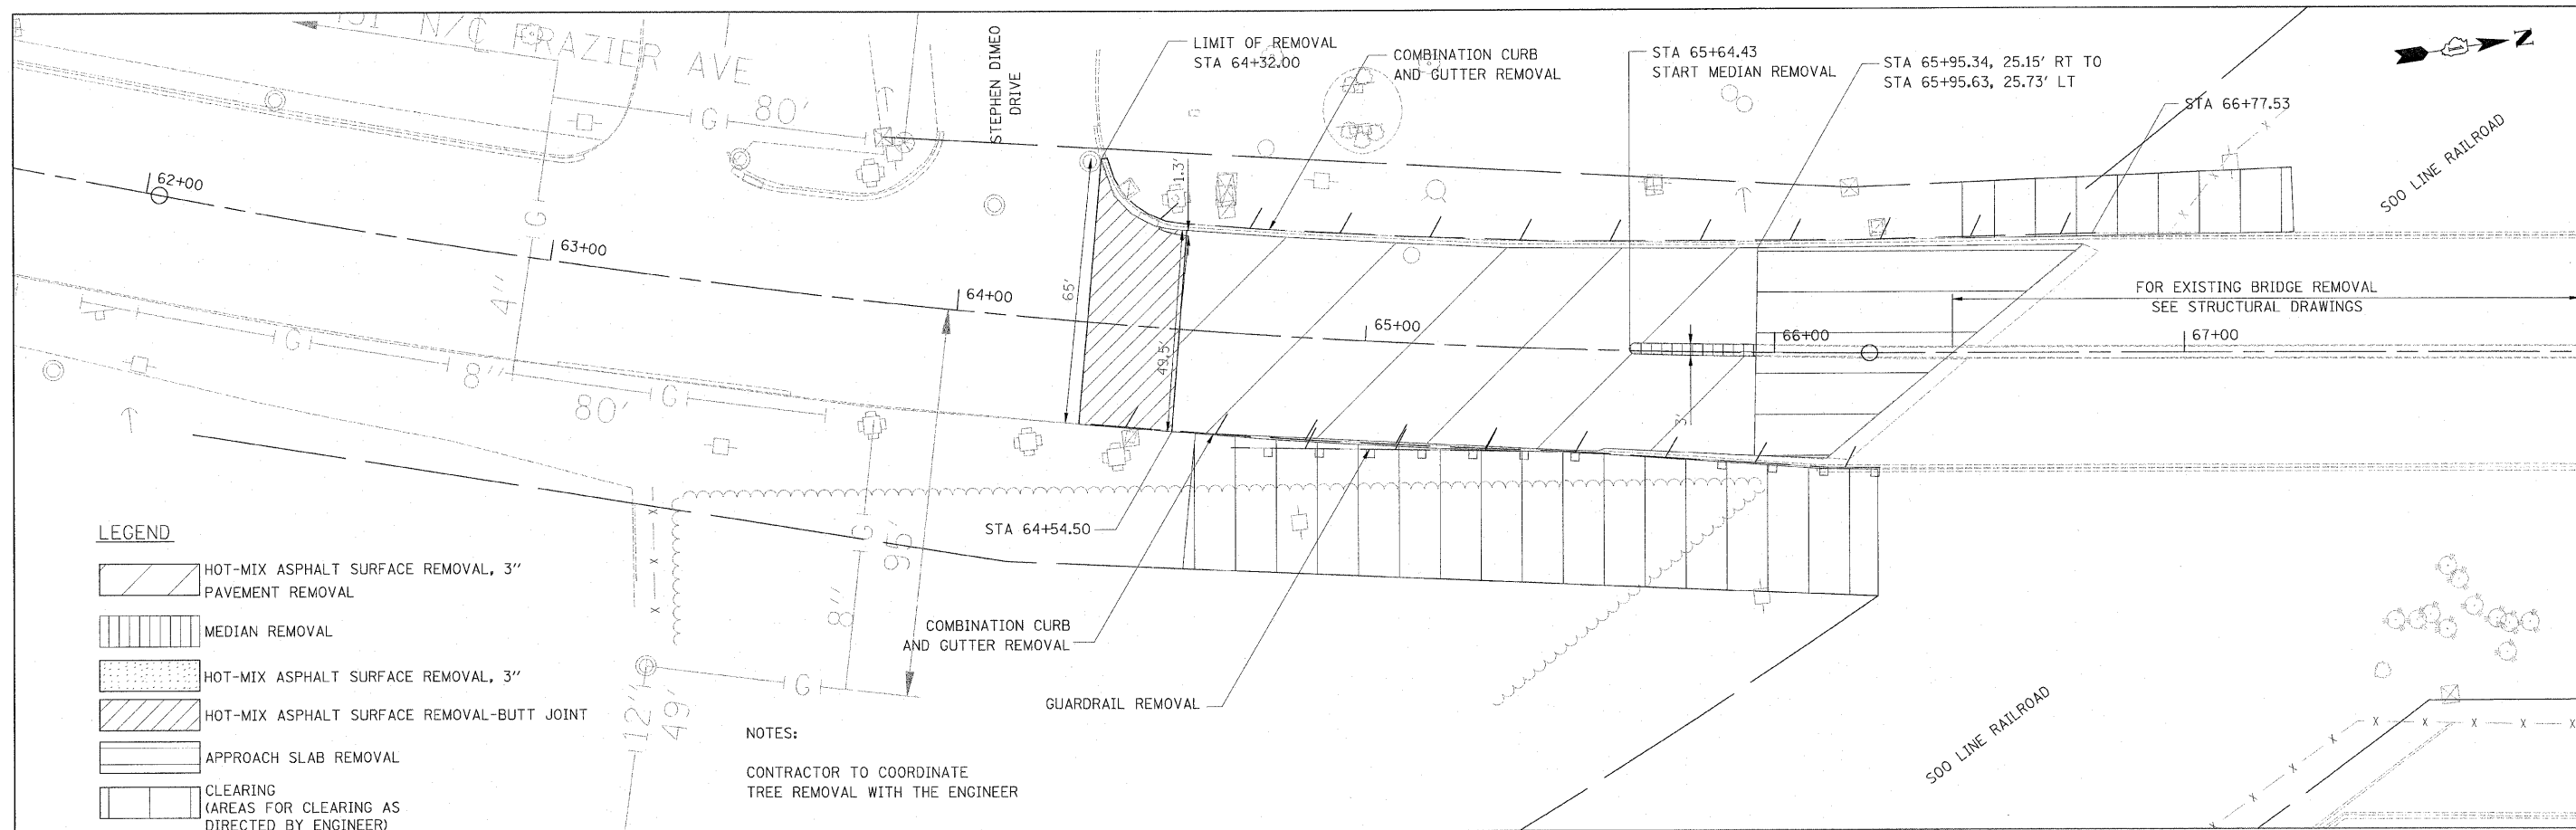 151 N/C FRAZIER AVE
STEPHEN DIMEO
DRIVE
LIMIT OF REMOVAL
STA 64+32.00
COMBINATION CURB
AND GUTTER REMOVAL
STA 65+64.43
START MEDIAN REMOVAL
STA 65+95.34, 25.15' RT TO
STA 65+95.63, 25.73' LT
STA 66+77.53
N
SOO LINE RAILROAD
G
80'
1.3'
62+00
G
63+00
4"
64+00
65'
49.5'
65+00
66+00
3'
FOR EXISTING BRIDGE REMOVAL
SEE STRUCTURAL DRAWINGS
67+00
G
8"
80'
G
STA 64+54.50
G
95'
8"
COMBINATION CURB
AND GUTTER REMOVAL
G
GUARDRAIL REMOVAL
12"
49'
X
X
X
LEGEND
HOT-MIX ASPHALT SURFACE REMOVAL, 3"
PAVEMENT REMOVAL
MEDIAN REMOVAL
HOT-MIX ASPHALT SURFACE REMOVAL, 3"
HOT-MIX ASPHALT SURFACE REMOVAL-BUTT JOINT
APPROACH SLAB REMOVAL
CLEARING
(AREAS FOR CLEARING AS
DIRECTED BY ENGINEER)
NOTES:
CONTRACTOR TO COORDINATE
TREE REMOVAL WITH THE ENGINEER
SOO LINE RAILROAD
X
X
X
X
X
X
X
X